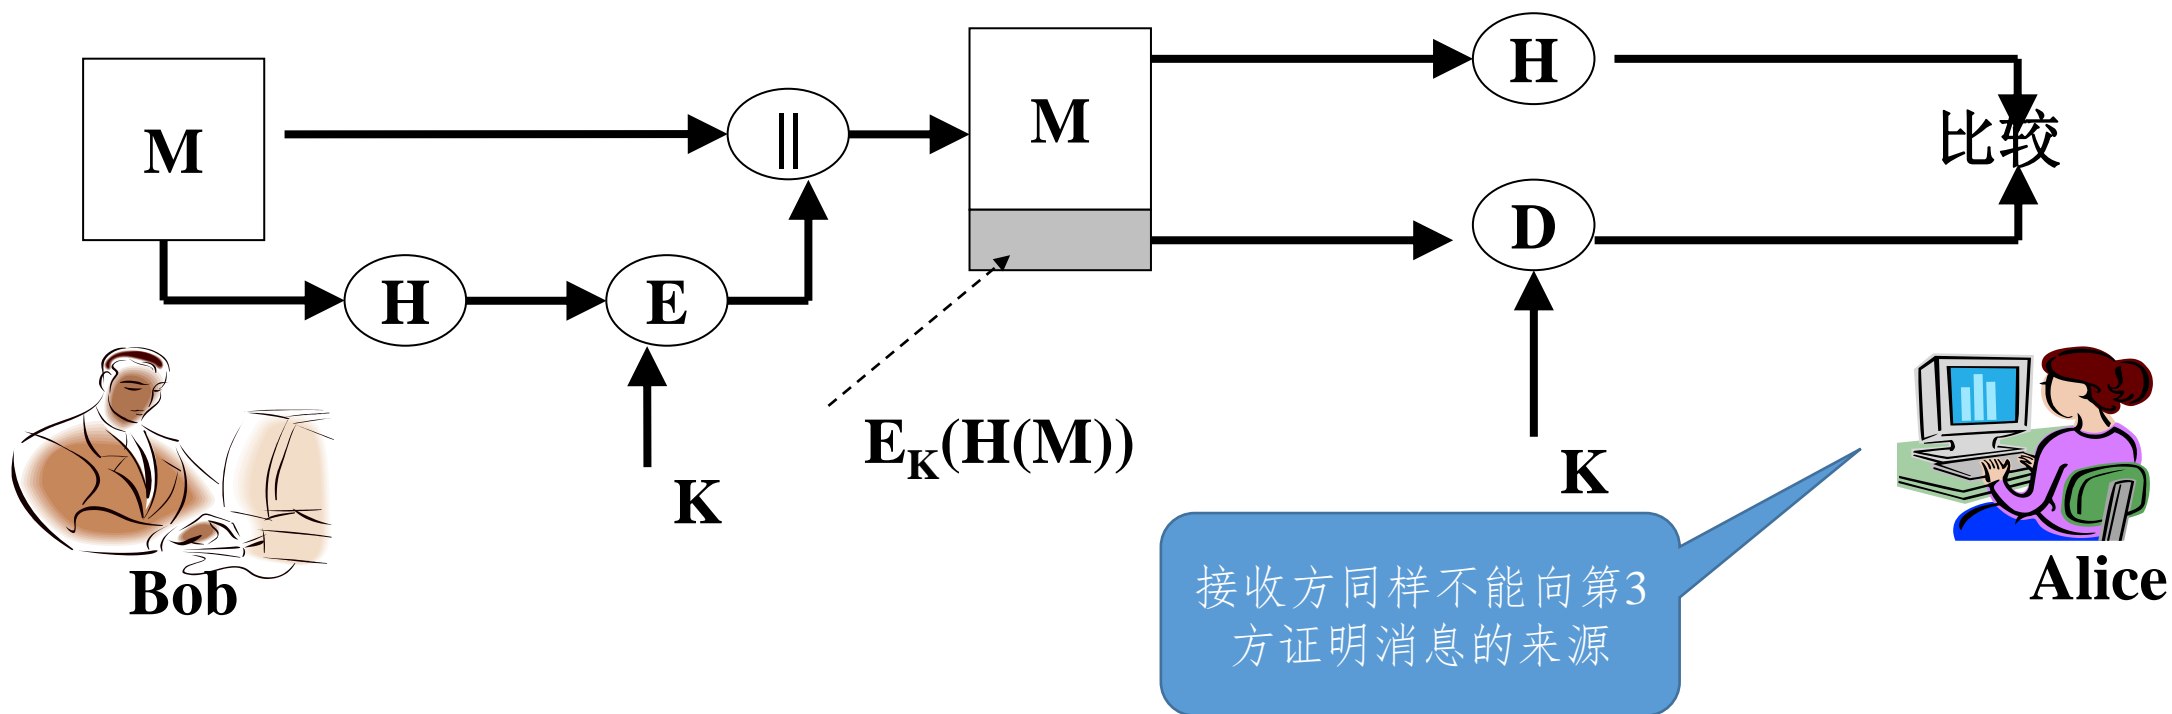 M
||
M
H
比较
H
E
D
K
E_K(H(M))
K
Bob
Alice
接收方同样不能向第3
方证明消息的来源